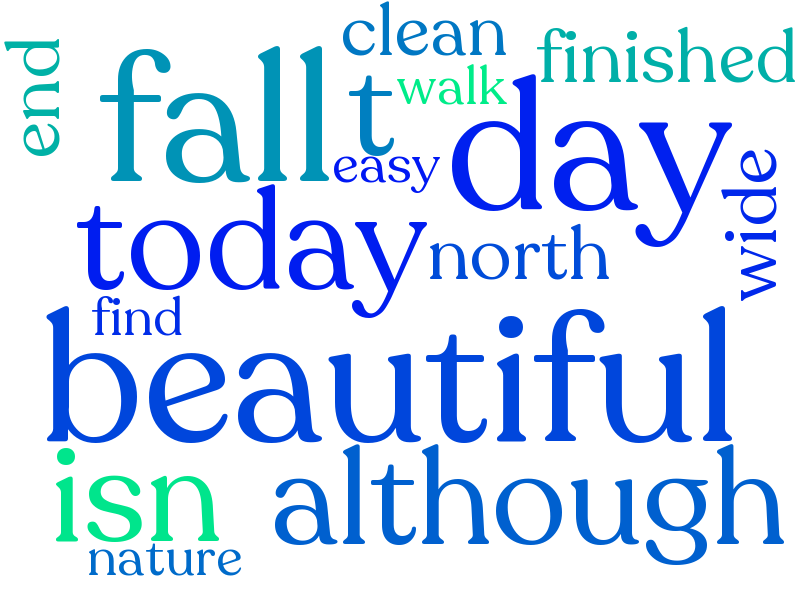 clean
finished
end
fall
t
walk
day
easy
wide
today
north
find
beautiful
isn
although
nature